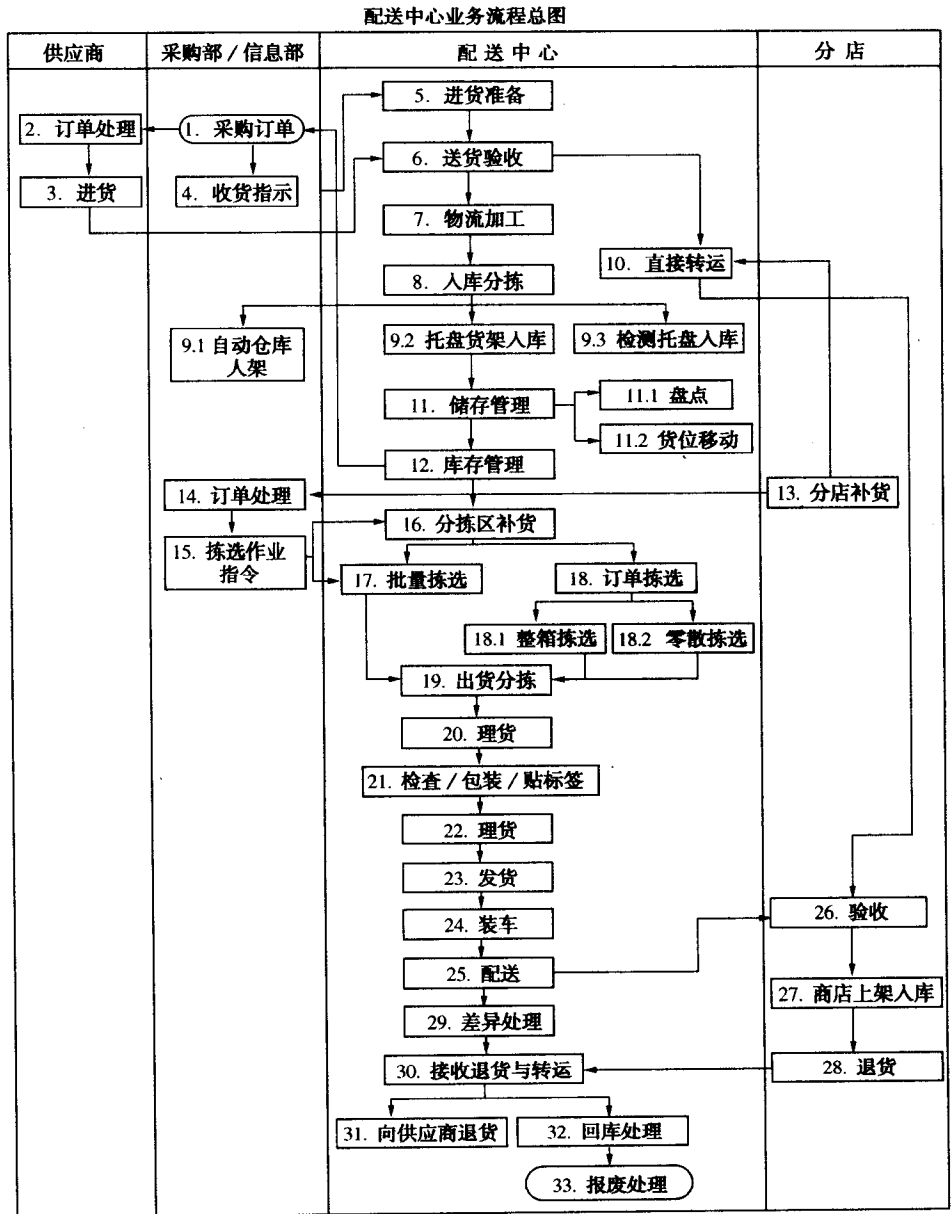 配送中心业务流程总图
供应商
采购部／信息部
配送中心
分店
5. 进货准备
2. 订单处理
1. 采购订单
6. 送货验收
3. 进货
4. 收货指示
7. 物流加工
10. 直接转运
8. 入库分拣
9.1 自动仓库
人架
9.2 托盘货架入库
9.3 检测托盘入库
11. 储存管理
11.1 盘点
11.2 货位移动
12. 库存管理
14. 订单处理
13. 分店补货
16. 分拣区补货
15. 拣选作业
指令
17. 批量拣选
18. 订单拣选
18.1 整箱拣选
18.2 零散拣选
19. 出货分拣
20. 理货
21. 检查／包装／贴标签
22. 理货
23. 发货
24. 装车
26. 验收
25. 配送
27. 商店上架入库
29. 差异处理
30. 接收退货与转运
28. 退货
31. 向供应商退货
32. 回库处理
33. 报废处理